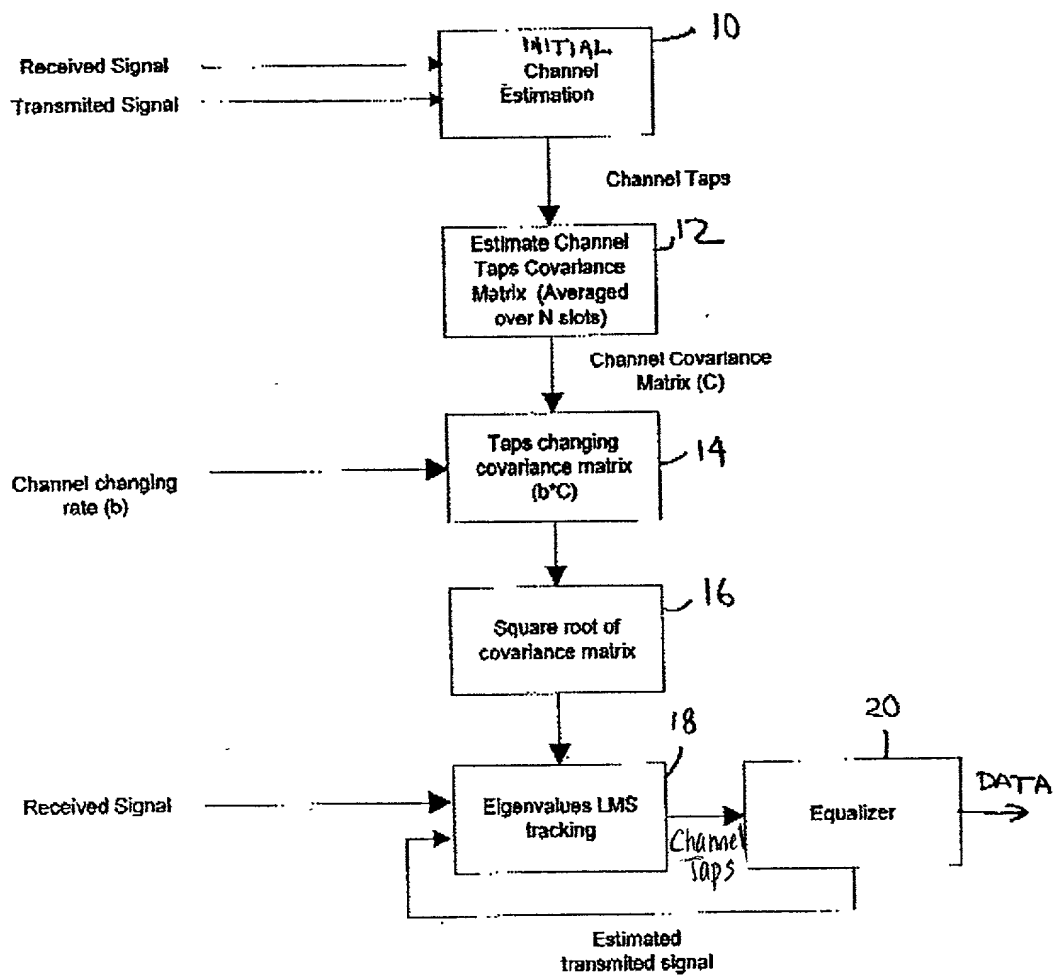 10
INITIAL
Channel
Estimation
Received Signal
Transmited Signal
Channel Taps
12
Estimate Channel
Taps Covariance
Matrix (Averaged
over N slots)
Channel Covariance
Matrix (C)
14
Taps changing
covariance matrix
(b*C)
Channel changing
rate (b)
16
Square root of
covariance matrix
18
20
Received Signal
Eigenvalues LMS
tracking
Channel
Taps
Equalizer
DATA
Estimated
transmited signal